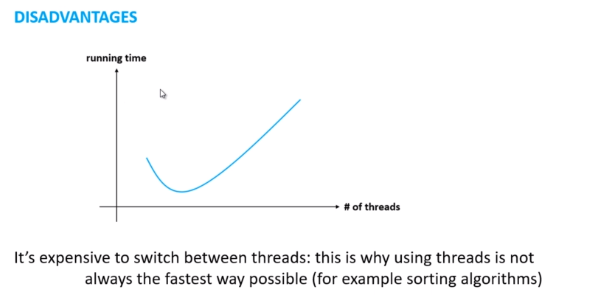 DISADVANTAGES
running time
# of threads
It's expensive to switch between threads: this is why using threads is not
always the fastest way possible (for example sorting algorithms)